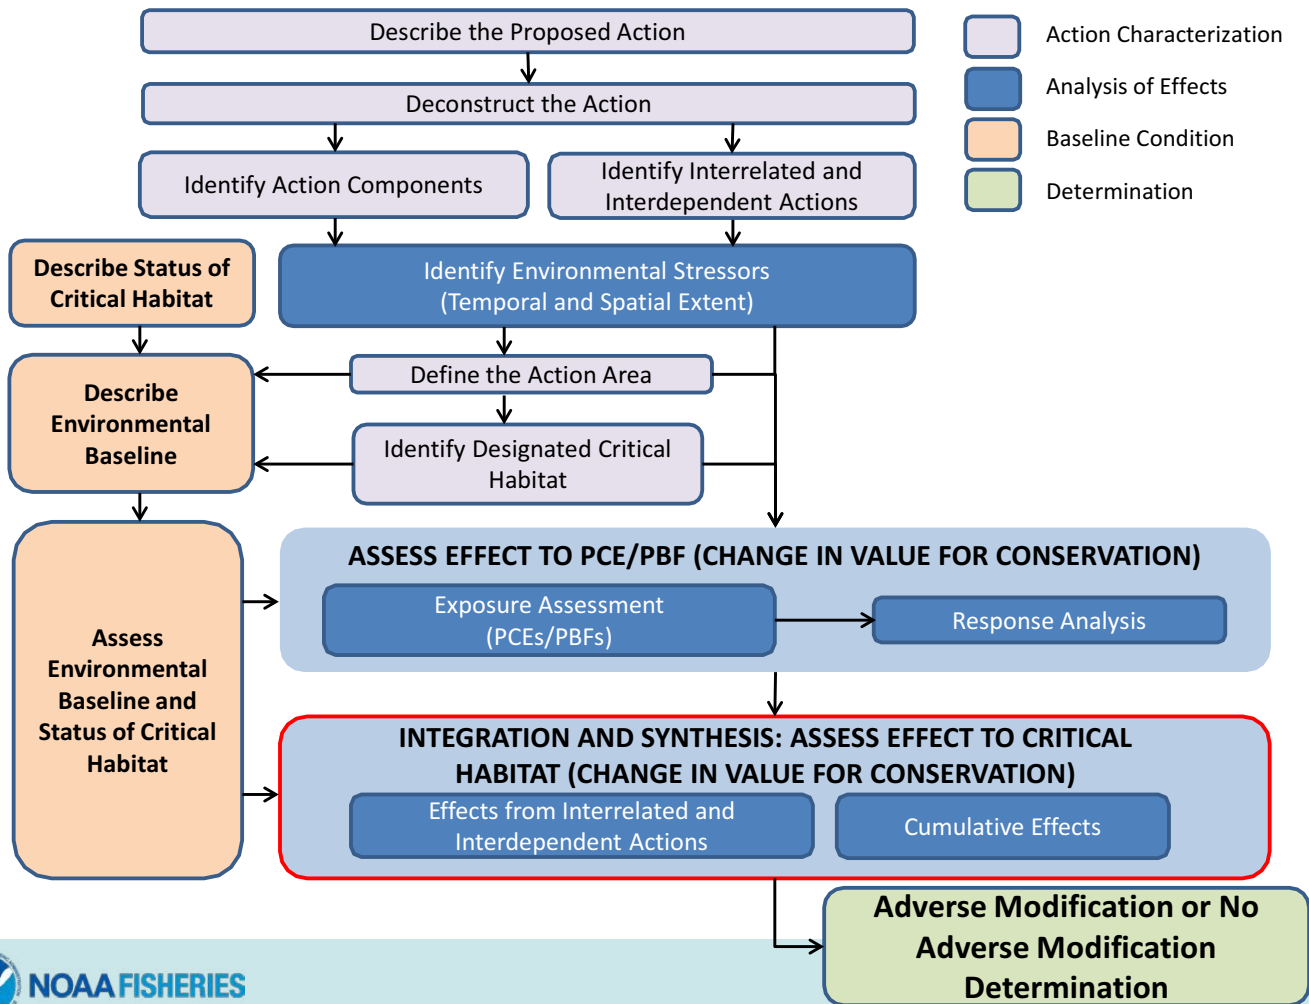 Describe the Proposed Action
Deconstruct the Action
Identify Action Components
Identify Interrelated and
Interdependent Actions
Action Characterization
Analysis of Effects
Baseline Condition
Determination
Describe Status of
Critical Habitat
Identify Environmental Stressors
(Temporal and Spatial Extent)
Describe
Environmental
Baseline
Define the Action Area
Identify Designated Critical
Habitat
Assess
Environmental
Baseline and
Status of Critical
Habitat
ASSESS EFFECT TO PCE/PBF (CHANGE IN VALUE FOR CONSERVATION)
Exposure Assessment
(PCEs/PBFs)
Response Analysis
INTEGRATION AND SYNTHESIS: ASSESS EFFECT TO CRITICAL
HABITAT (CHANGE IN VALUE FOR CONSERVATION)
Effects from Interrelated and
Interdependent Actions
Cumulative Effects
Adverse Modification or No
Adverse Modification
Determination
NOAA FISHERIES